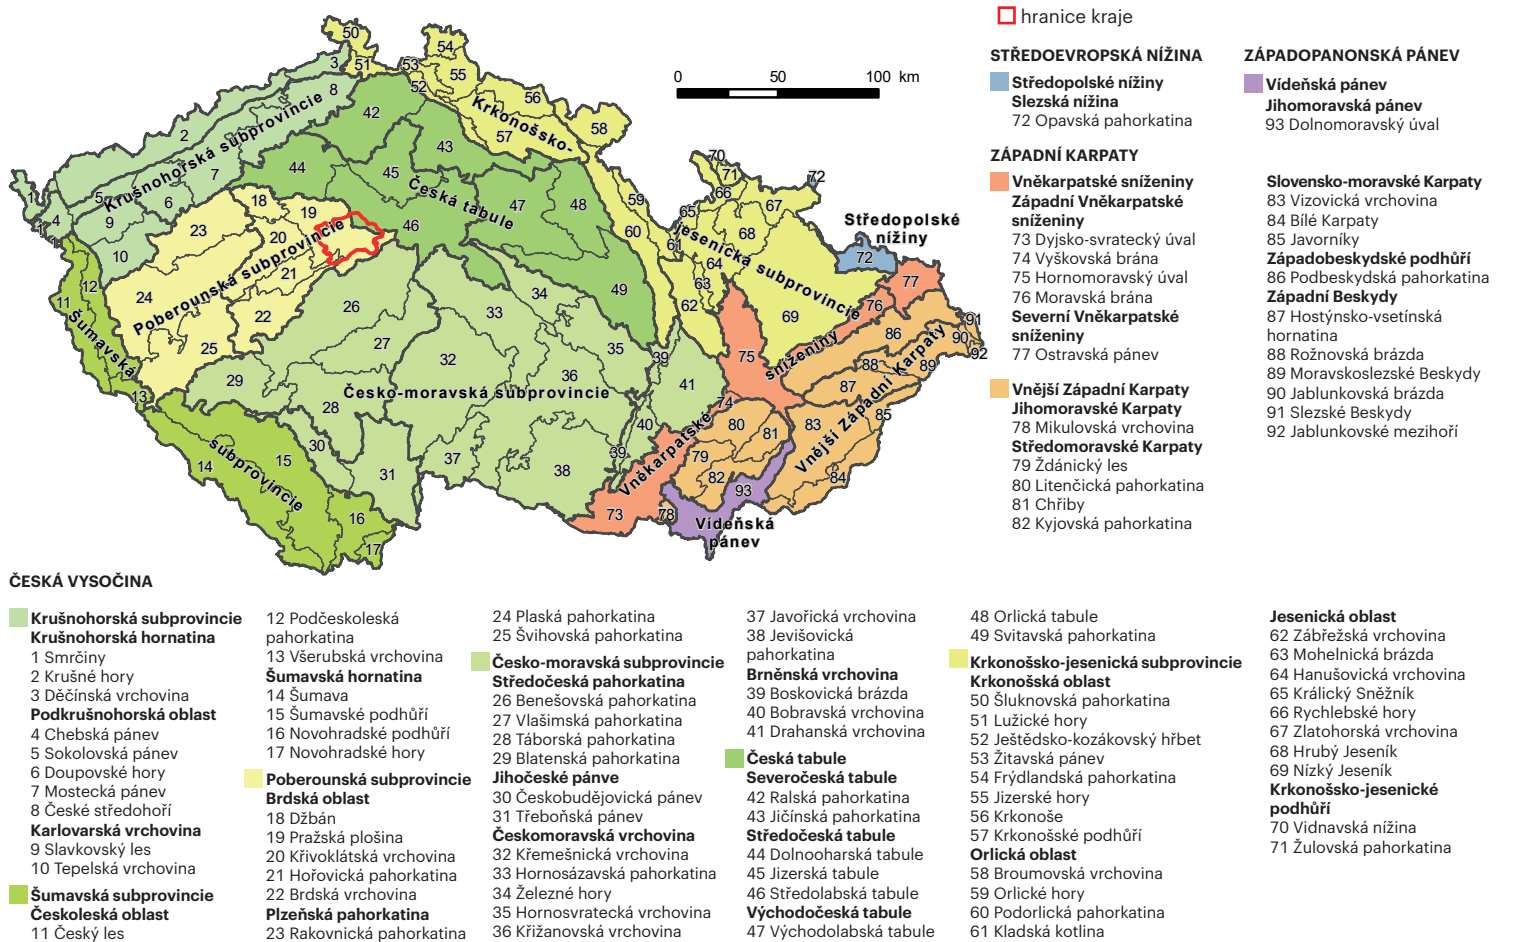 hranice kraje
0 50 100 km
STŘEDOEVROPSKÁ NÍŽINA
Středopolské nížiny
Slezská nížina
72 Opavská pahorkatina
ZÁPADNÍ KARPATY
Vněkarpatské sníženiny
Západní Vněkarpatské
sníženiny
73 Dyjsko-svratecký úval
74 Vyškovská brána
75 Hornomoravský úval
76 Moravská brána
Severní Vněkarpatské
sníženiny
77 Ostravská pánev
Vnější Západní Karpaty
Jihomoravské Karpaty
78 Mikulovská vrchovina
Středomoravské Karpaty
79 Ždánický les
80 Litenčická pahorkatina
81 Chřiby
82 Kyjovská pahorkatina
ZÁPADOPANONSKÁ PÁNEV
Vídeňská pánev
Jihomoravská pánev
93 Dolnomoravský úval
Slovensko-moravské Karpaty
83 Vizovická vrchovina
84 Bílé Karpaty
85 Javorníky
Západobeskydské podhůří
86 Podbeskydská pahorkatina
Západní Beskydy
87 Hostýnsko-vsetínská
hornatina
88 Rožnovská brázda
89 Moravskoslezské Beskydy
90 Jablunkovská brázda
91 Slezské Beskydy
92 Jablunkovské mezihoří
Krušnohorská subprovincie
Poberounská subprovincie
Šumavská
subprovincie
Česko-moravská subprovincie
Česká tabule
Krkonošsko-
jesenická subprovincie
Středopolské
nížiny
Vněkarpatské
sníženiny
Vnější Západní Karpaty
Vídeňská
pánev
ČESKÁ VYSOČINA
Krušnohorská subprovincie
Krušnohorská hornatina
1 Smrčiny
2 Krušné hory
3 Děčínská vrchovina
Podkrušnohorská oblast
4 Chebská pánev
5 Sokolovská pánev
6 Doupovské hory
7 Mostecká pánev
8 České středohoří
Karlovarská vrchovina
9 Slavkovský les
10 Tepelská vrchovina
Šumavská subprovincie
Českoleská oblast
11 Český les
12 Podčeskoleská
pahorkatina
13 Všerubská vrchovina
Šumavská hornatina
14 Šumava
15 Šumavské podhůří
16 Novohradské podhůří
17 Novohradské hory
Poberounská subprovincie
Brdská oblast
18 Džbán
19 Pražská plošina
20 Křivoklátská vrchovina
21 Hořovická pahorkatina
22 Brdská vrchovina
Plzeňská pahorkatina
23 Rakovnická pahorkatina
24 Plaská pahorkatina
25 Švihovská pahorkatina
Česko-moravská subprovincie
Středočeská pahorkatina
26 Benešovská pahorkatina
27 Vlašimská pahorkatina
28 Táborská pahorkatina
29 Blatenská pahorkatina
Jihočeské pánve
30 Českobudějovická pánev
31 Třeboňská pánev
Českomoravská vrchovina
32 Křemešnická vrchovina
33 Hornosázavská pahorkatina
34 Železné hory
35 Hornosvratecká vrchovina
36 Křižanovská vrchovina
37 Javořická vrchovina
38 Jevišovická
pahorkatina
Brněnská vrchovina
39 Boskovická brázda
40 Bobravská vrchovina
41 Drahanská vrchovina
Česká tabule
Severočeská tabule
42 Ralská pahorkatina
43 Jičínská pahorkatina
Středočeská tabule
44 Dolnooharská tabule
45 Jizerská tabule
46 Středolabská tabule
Východočeská tabule
47 Východolabská tabule
48 Orlická tabule
49 Svitavská pahorkatina
Krkonošsko-jesenická subprovincie
Krkonošská oblast
50 Šluknovská pahorkatina
51 Lužické hory
52 Ještědsko-kozákovský hřbet
53 Žitavská pánev
54 Frýdlandská pahorkatina
55 Jizerské hory
56 Krkonoše
57 Krkonošské podhůří
Orlická oblast
58 Broumovská vrchovina
59 Orlické hory
60 Podorlická pahorkatina
61 Kladská kotlina
Jesenická oblast
62 Zábřežská vrchovina
63 Mohelnická brázda
64 Hanušovická vrchovina
65 Králický Sněžník
66 Rychlebské hory
67 Zlatohorská vrchovina
68 Hrubý Jeseník
69 Nízký Jeseník
Krkonošsko-jesenické
podhůří
70 Vidnavská nížina
71 Žulovská pahorkatina